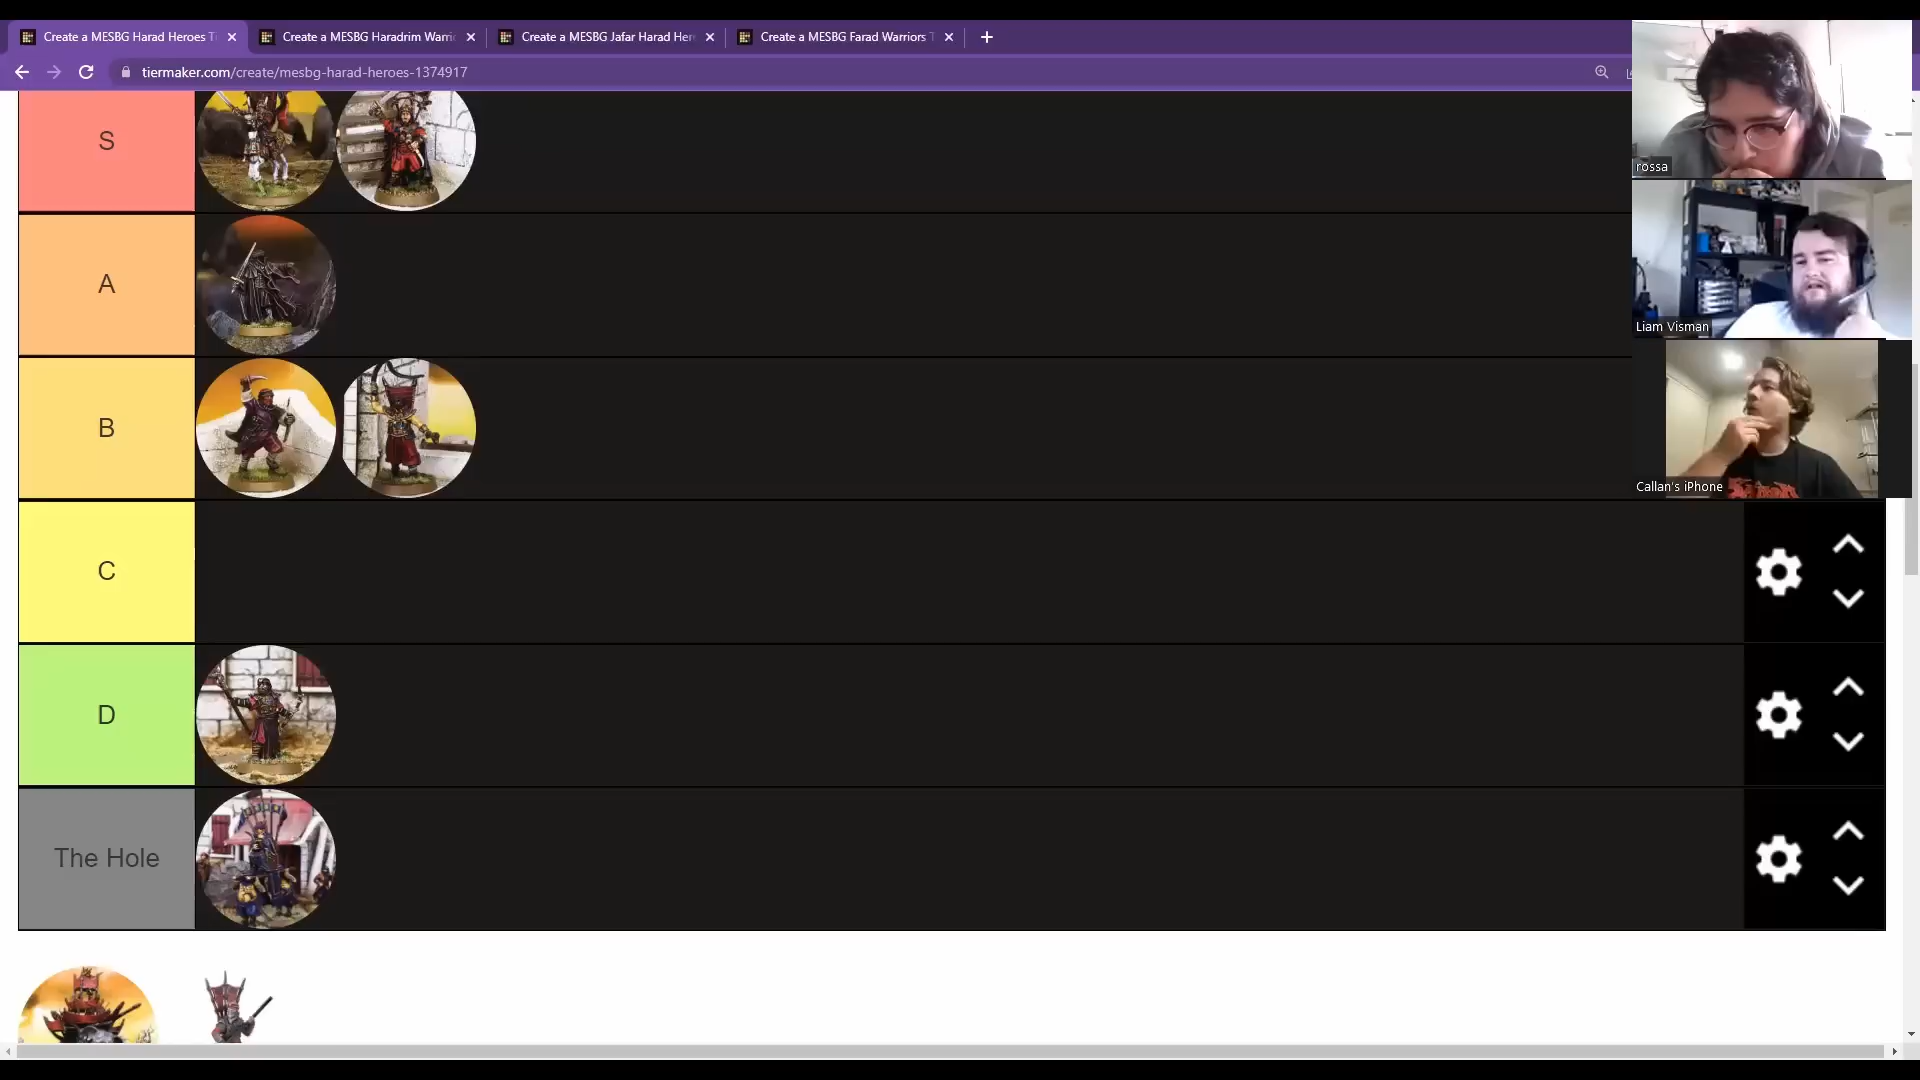 Create a MESBG Harad Heroes T
Create a MESBG Haradrim Warri
Create a MESBG Jafar Harad Her
Create a MESBG Farad Warriors T
tiermaker.com/create/mesbg-harad-heroes-1374917
S
A
B
C
D
The Hole
rossa
Liam Visman
Callan's iPhone